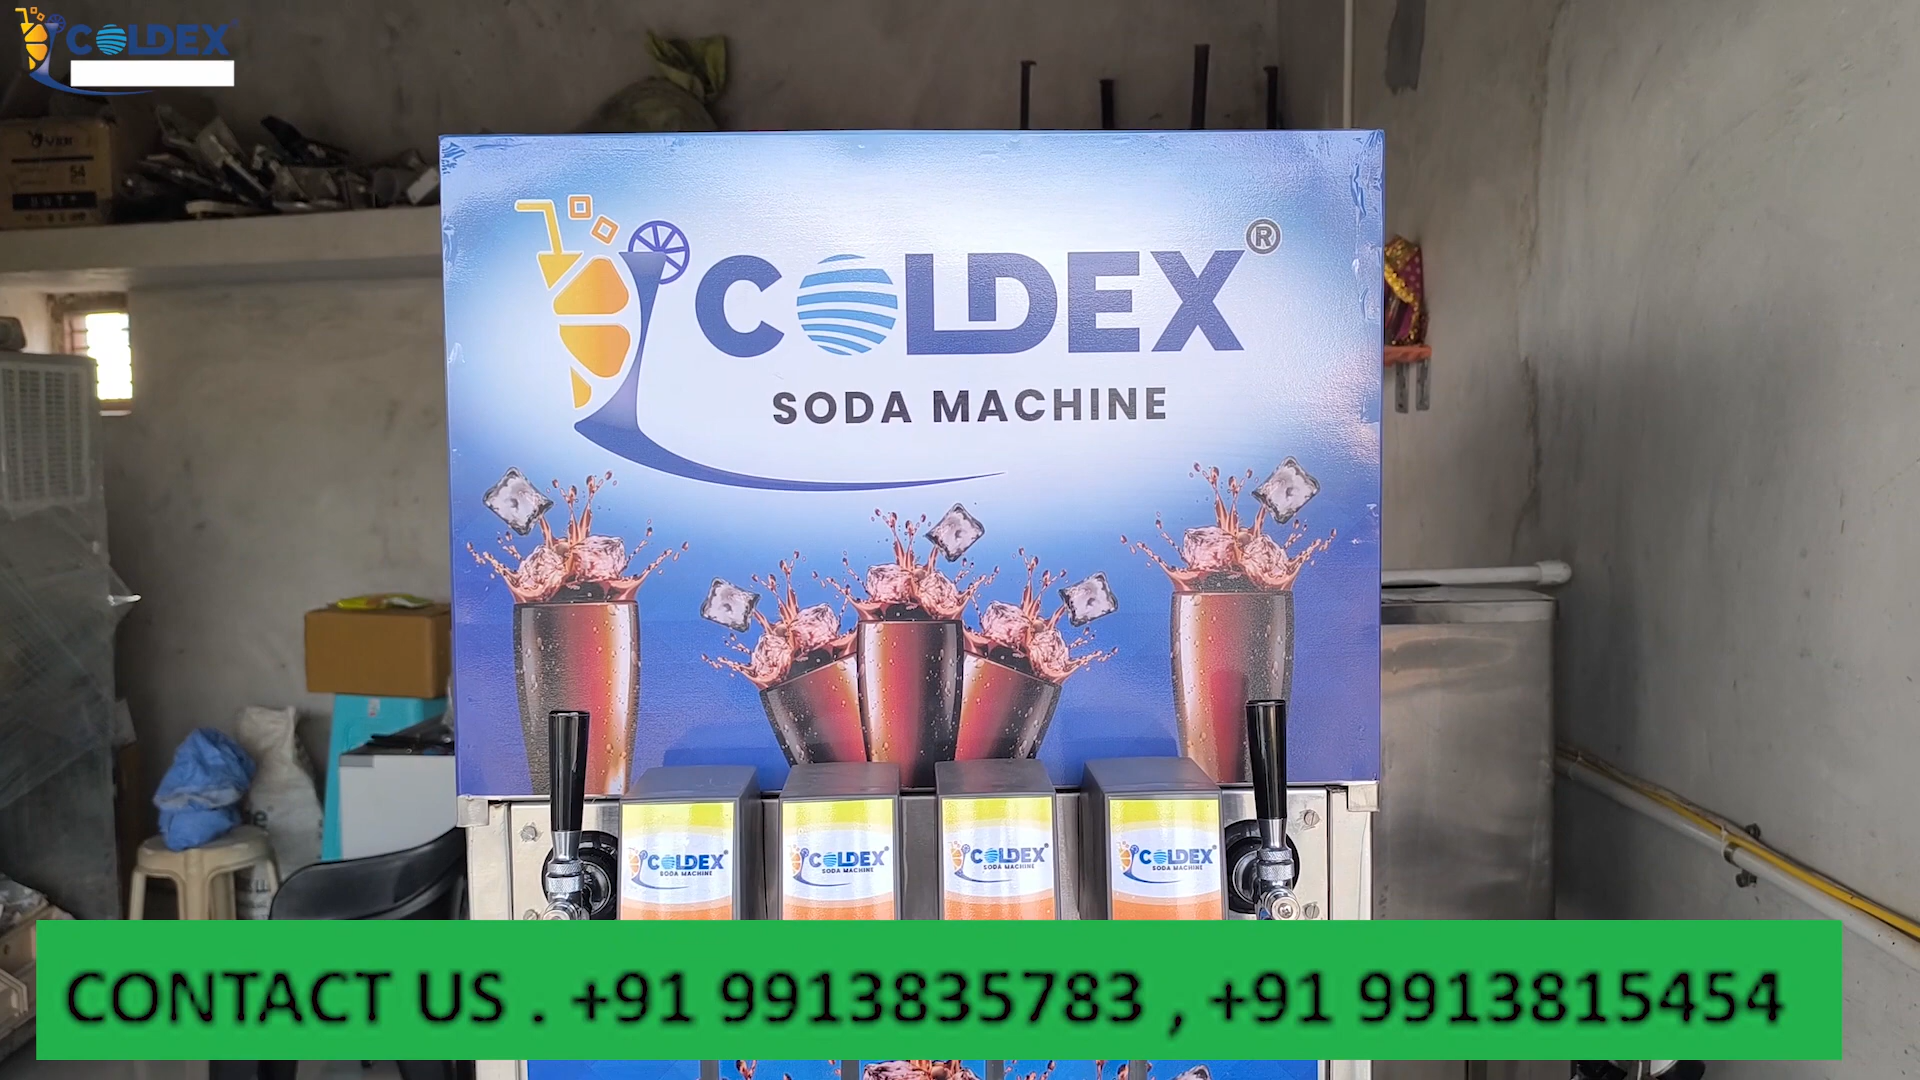 COLDEX
54
COLDEX®
SODA MACHINE
COLDEX®
SODA MACHINE
COLDEX®
SODA MACHINE
COLDEX®
SODA MACHINE
COLDEX®
SODA MACHINE
CONTACT US . +91 9913835783 , +91 9913815454